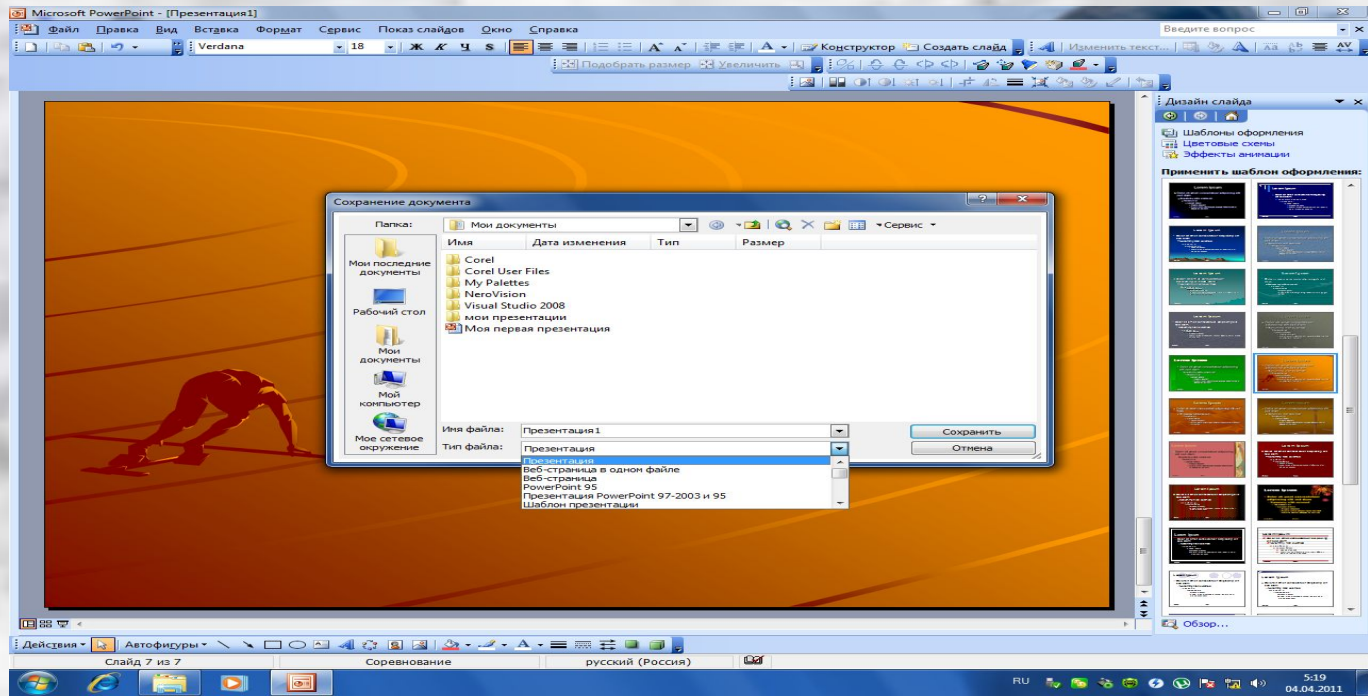 Microsoft PowerPoint - [Презентация1]
Файл Правка Вид Вставка Формат Сервис Показ слайдов Окно Справка
Введите вопрос
Verdana 18 Ж К Ч S Конструктор Создать слайд Изменить текст...
Подобрать размер Увеличить
Дизайн слайда
Шаблоны оформления
Цветовые схемы
Эффекты анимации
Применить шаблон оформления:
Сохранение документа
Папка: Мои документы Сервис
Имя Дата изменения Тип Размер
Мои последние документы
Рабочий стол
Мои документы
Мой компьютер
Мое сетевое окружение
Corel
Corel User Files
My Palettes
NeroVision
Visual Studio 2008
мои презентации
Моя первая презентация
Имя файла: Презентация1 Сохранить
Тип файла: Презентация Отмена
Презентация
Веб-страница в одном файле
Веб-страница
PowerPoint 95
Презентация PowerPoint 97-2003 и 95
Шаблон презентации
Обзор...
Действия Автофигуры
Слайд 7 из 7 Соревнование русский (Россия)
RU 5:19
04.04.2011